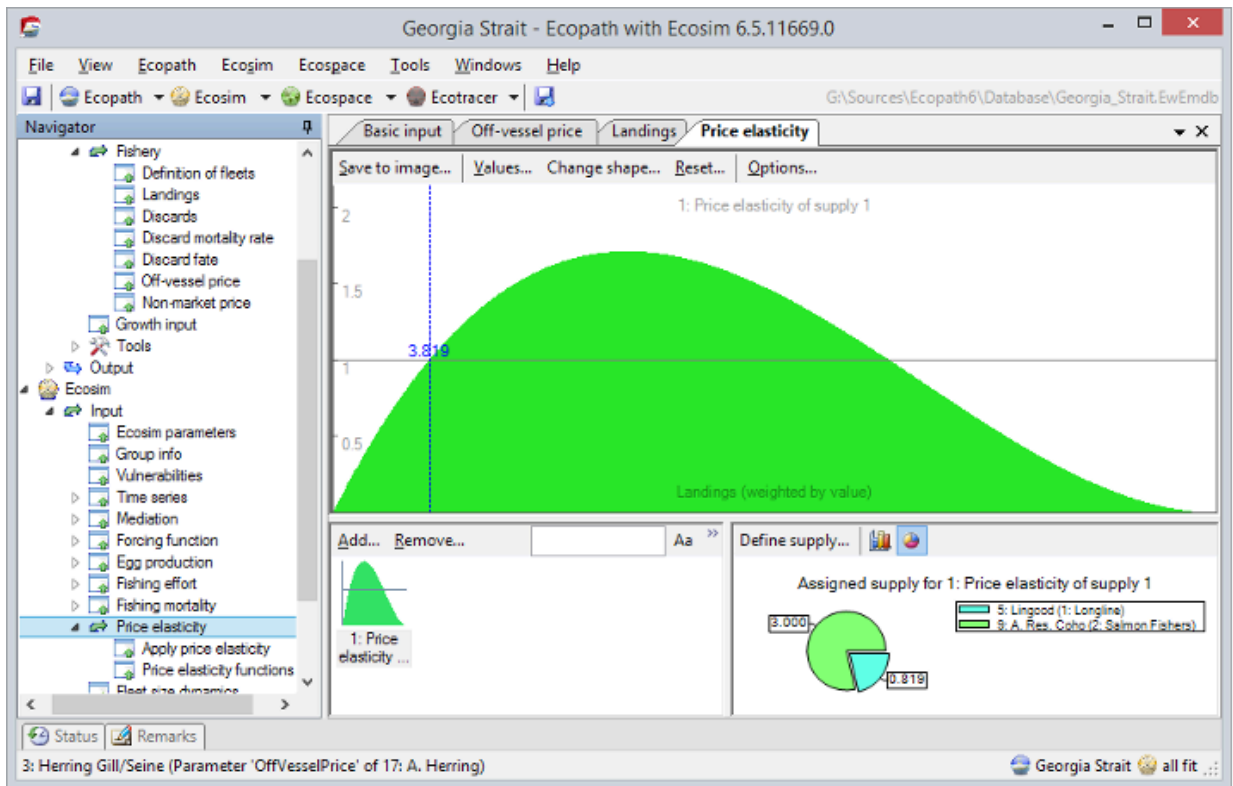 Georgia Strait - Ecopath with Ecosim 6.5.11669.0
File View Ecopath Ecosim Ecospace Tools Windows Help
Ecopath Ecosim Ecospace Ecotracer G:\Sources\Ecopath6\Database\Georgia_Strait.EwEmdb
Navigator
Fishery
Definition of fleets
Landings
Discards
Discard mortality rate
Discard fate
Off-vessel price
Non-market price
Growth input
Tools
Output
Ecosim
Input
Ecosim parameters
Group info
Vulnerabilities
Time series
Mediation
Forcing function
Egg production
Fishing effort
Fishing mortality
Price elasticity
Apply price elasticity
Price elasticity functions
Fleet size dynamics
Basic input Off-vessel price Landings Price elasticity
Save to image... Values... Change shape... Reset... Options...
1: Price elasticity of supply 1
2
1.5
3.819
1
0.5
Landings (weighted by value)
Add... Remove... Aa
1: Price
elasticity ...
Define supply...
Assigned supply for 1: Price elasticity of supply 1
5: Lingood (1: Longline)
9: A. Res. Coho (2: Salmon Fishers)
3.000
0.819
Status Remarks
3: Herring Gill/Seine (Parameter 'OffVesselPrice' of 17: A. Herring) Georgia Strait all fit